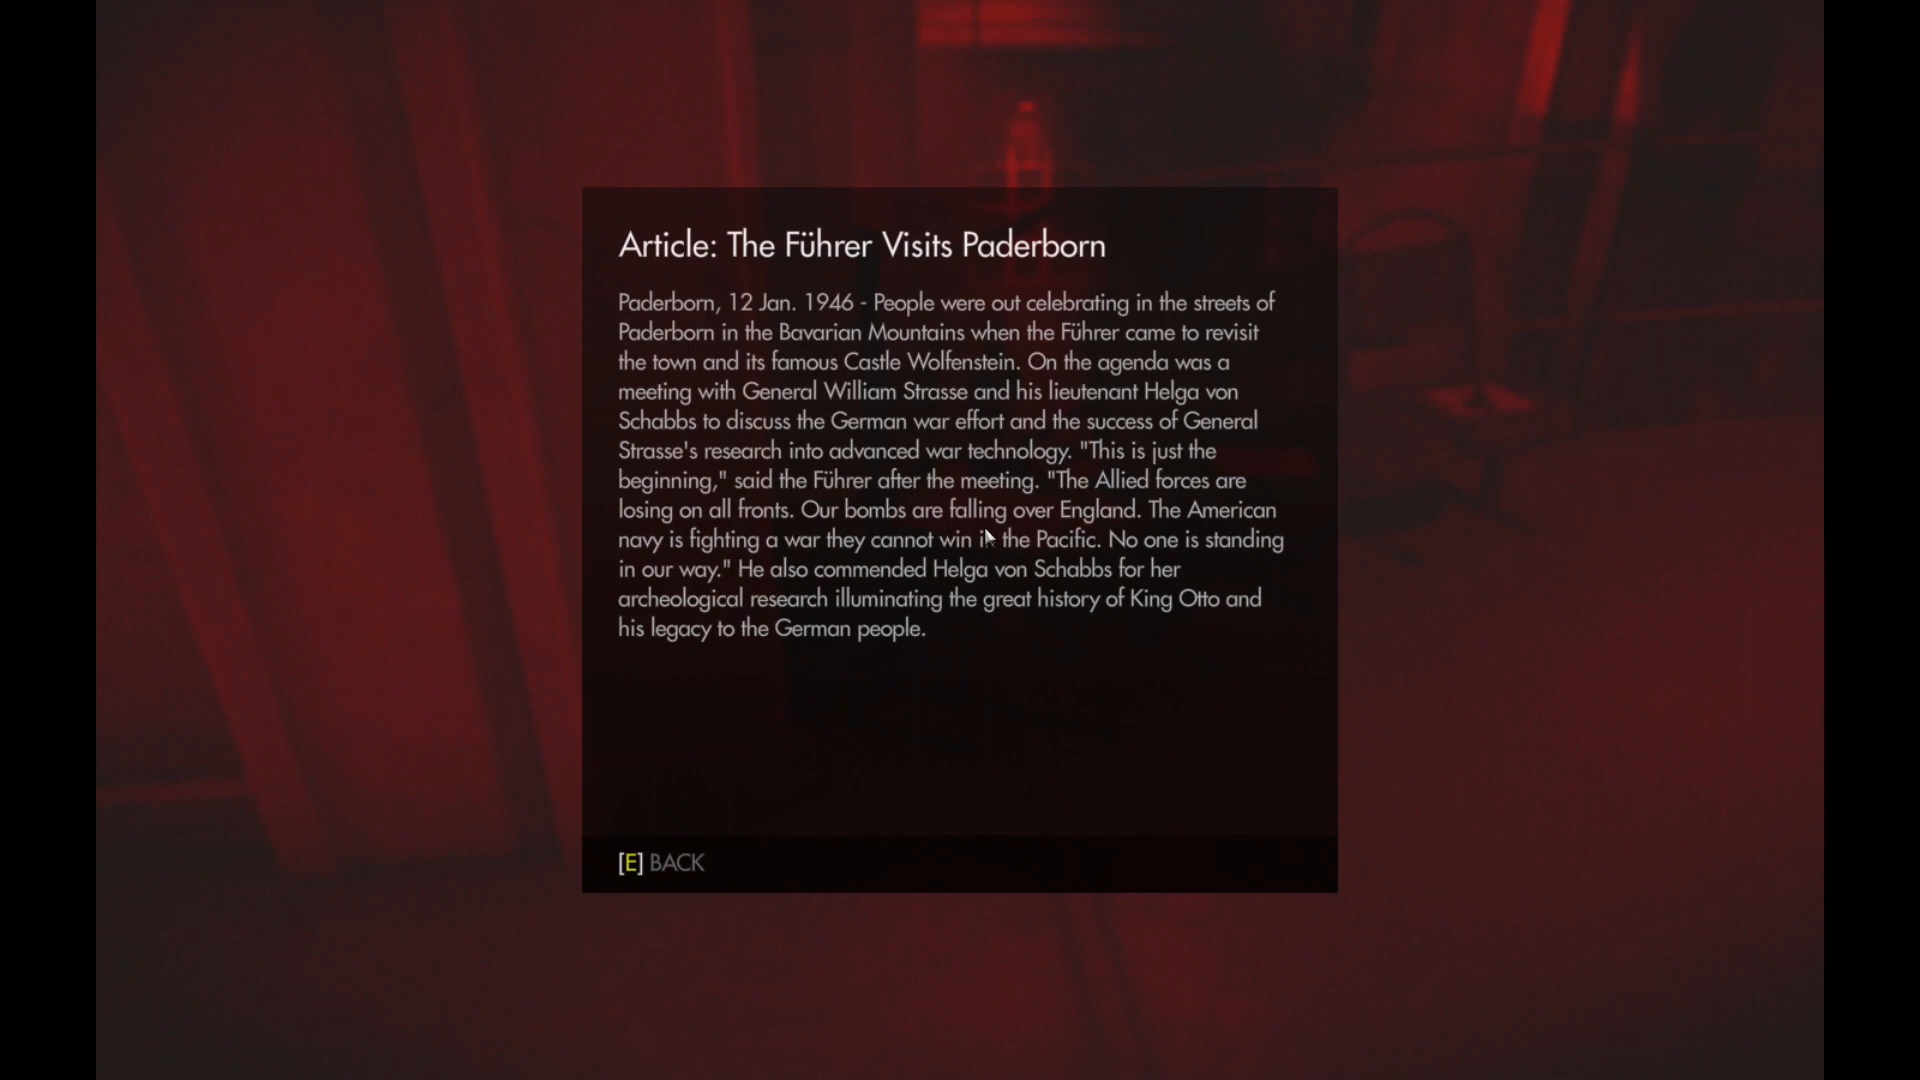 Article: The Führer Visits Paderborn
Paderborn, 12 Jan. 1946 - People were out celebrating in the streets of
Paderborn in the Bavarian Mountains when the Führer came to revisit
the town and its famous Castle Wolfenstein. On the agenda was a
meeting with General William Strasse and his lieutenant Helga von
Schabbs to discuss the German war effort and the success of General
Strasse's research into advanced war technology. "This is just the
beginning," said the Führer after the meeting. "The Allied forces are
losing on all fronts. Our bombs are falling over England. The American
navy is fighting a war they cannot win in the Pacific. No one is standing
in our way." He also commended Helga von Schabbs for her
archeological research illuminating the great history of King Otto and
his legacy to the German people.
[E] BACK